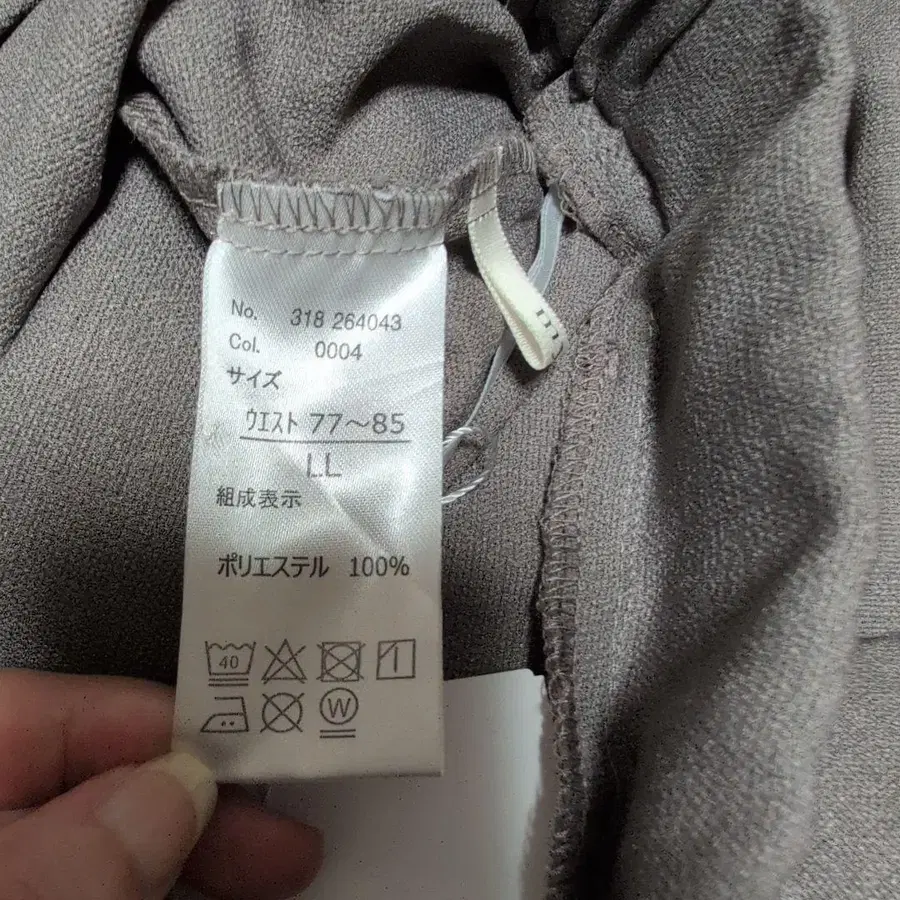 No. 318 264043
Col. 0004
サイズ
ウエスト 77～85
LL
組成表示
ポリエステル 100%
40
W